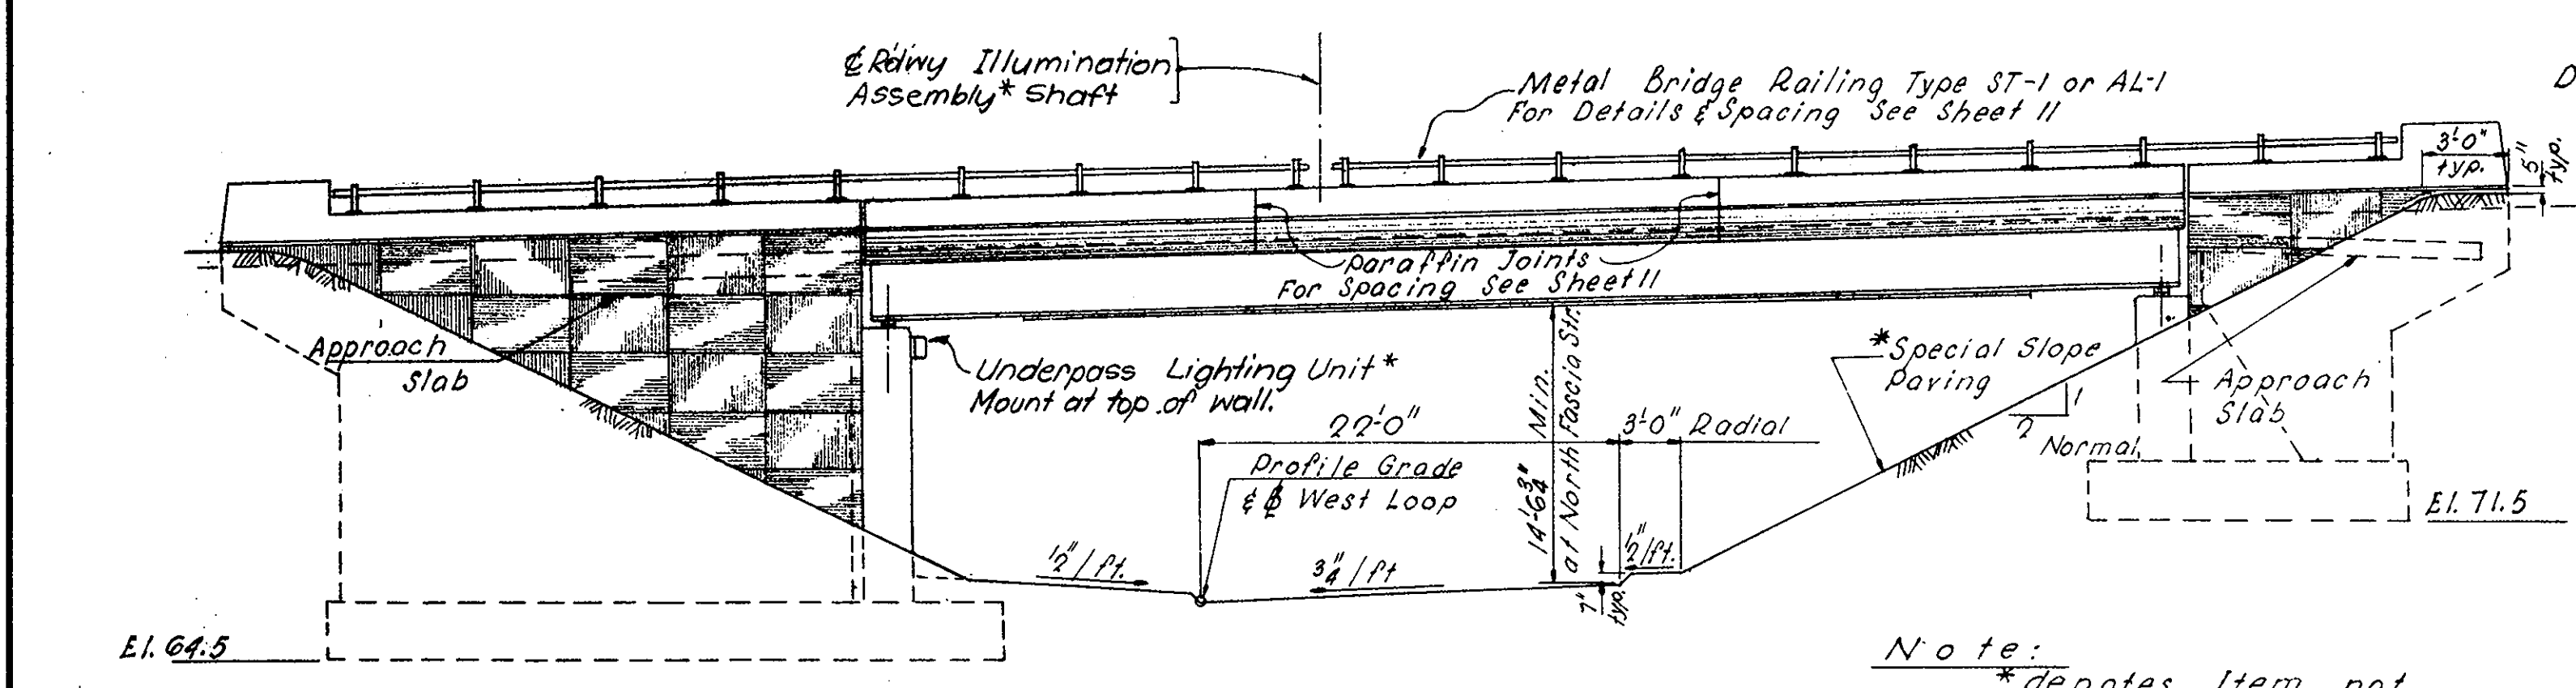 ℄ Rdwy Illumination
Assembly* Shaft
Metal Bridge Railing Type ST-1 or AL-1
For Details & Spacing See Sheet 11
D
3'-0"
typ.
5"
typ.
paraffin Joints
For Spacing See Sheet 11
Approach
Slab
Underpass Lighting Unit*
Mount at top of wall.
22'-0"
3'-0" Radial
Profile Grade
& ℄ West Loop
14'-6 3/4" Min.
at North Fascia Str.
*Special Slope
Paving
1
2
Normal
Approach
Slab
El. 71.5
1/2"/ft.
3/4"/ft
1/2"/ft.
7"
typ.
El. 64.5
Note:
* denotes Item not